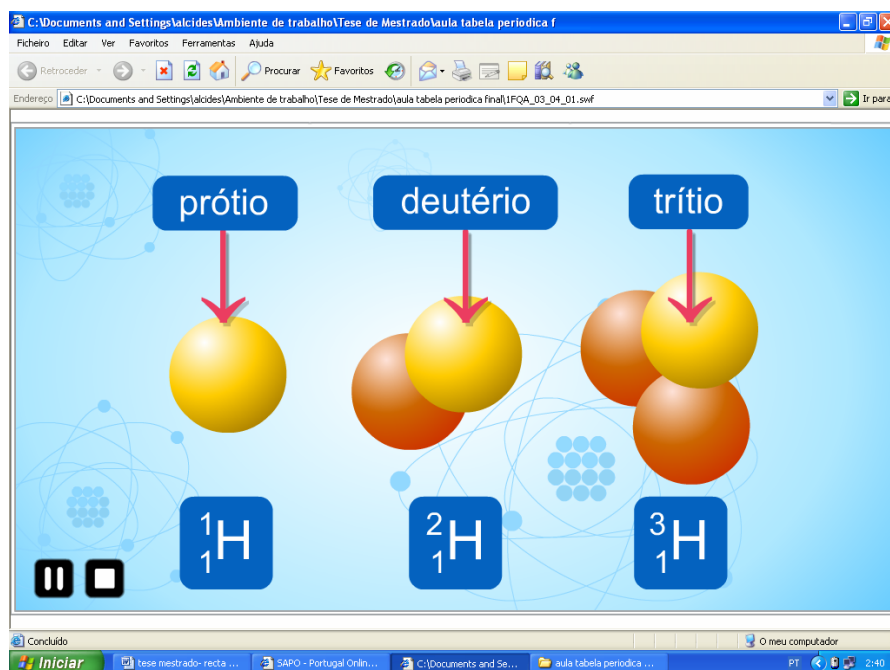 C:\Documents and Settings\alcides\Ambiente de trabalho\Tese de Mestrado\aula tabela periodica f
Ficheiro Editar Ver Favoritos Ferramentas Ajuda
Retroceder Procurar Favoritos
Endereço C:\Documents and Settings\alcides\Ambiente de trabalho\Tese de Mestrado\aula tabela periodica final\1FQA_03_04_01.swf Ir para
prótio deutério trítio
1 1 H 2 1 H 3 1 H
Concluído O meu computador
Iniciar tese mestrado- recta ... SAPO - Portugal Onlin... C:\Documents and Se... aula tabela periodica ... PT 2:40